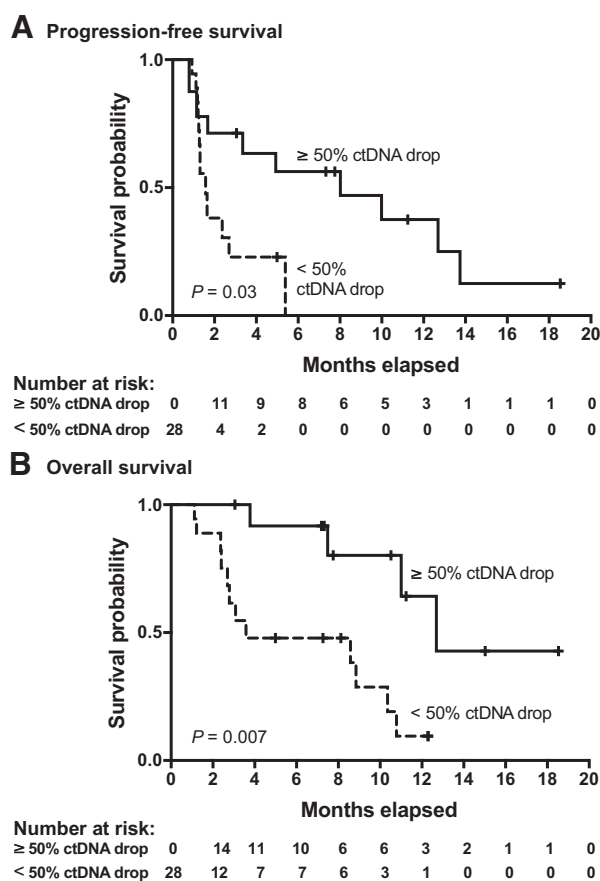 A Progression-free survival
1.0
0.5
0.0
Survival probability
≥ 50% ctDNA drop
< 50%
ctDNA drop
P = 0.03
0 2 4 6 8 10 12 14 16 18 20
Months elapsed
Number at risk:
≥ 50% ctDNA drop 0 11 9 8 6 5 3 1 1 1 0
< 50% ctDNA drop 28 4 2 0 0 0 0 0 0 0 0
B Overall survival
1.0
0.5
0.0
Survival probability
≥ 50% ctDNA drop
< 50% ctDNA drop
P = 0.007
0 2 4 6 8 10 12 14 16 18 20
Months elapsed
Number at risk:
≥ 50% ctDNA drop 0 14 11 10 6 6 3 2 1 1 0
< 50% ctDNA drop 28 12 7 7 6 3 1 0 0 0 0